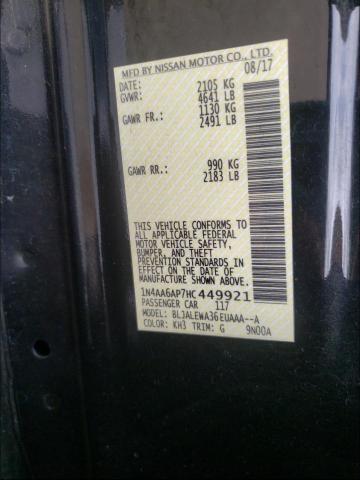 MFD BY NISSAN MOTOR CO., LTD.
DATE: 08/17
GVWR: 2105 KG
4641 LB
GAWR FR.: 1130 KG
2491 LB
GAWR RR.: 990 KG
2183 LB
THIS VEHICLE CONFORMS TO
ALL APPLICABLE FEDERAL
MOTOR VEHICLE SAFETY,
BUMPER, AND THEFT
PREVENTION STANDARDS IN
EFFECT ON THE DATE OF
MANUFACTURE SHOWN ABOVE.
1N4AA6AP7HC449921
PASSENGER CAR 117
MODEL: BLJALEWA36EUAAA--A
COLOR: KH3 TRIM: G 9N00A